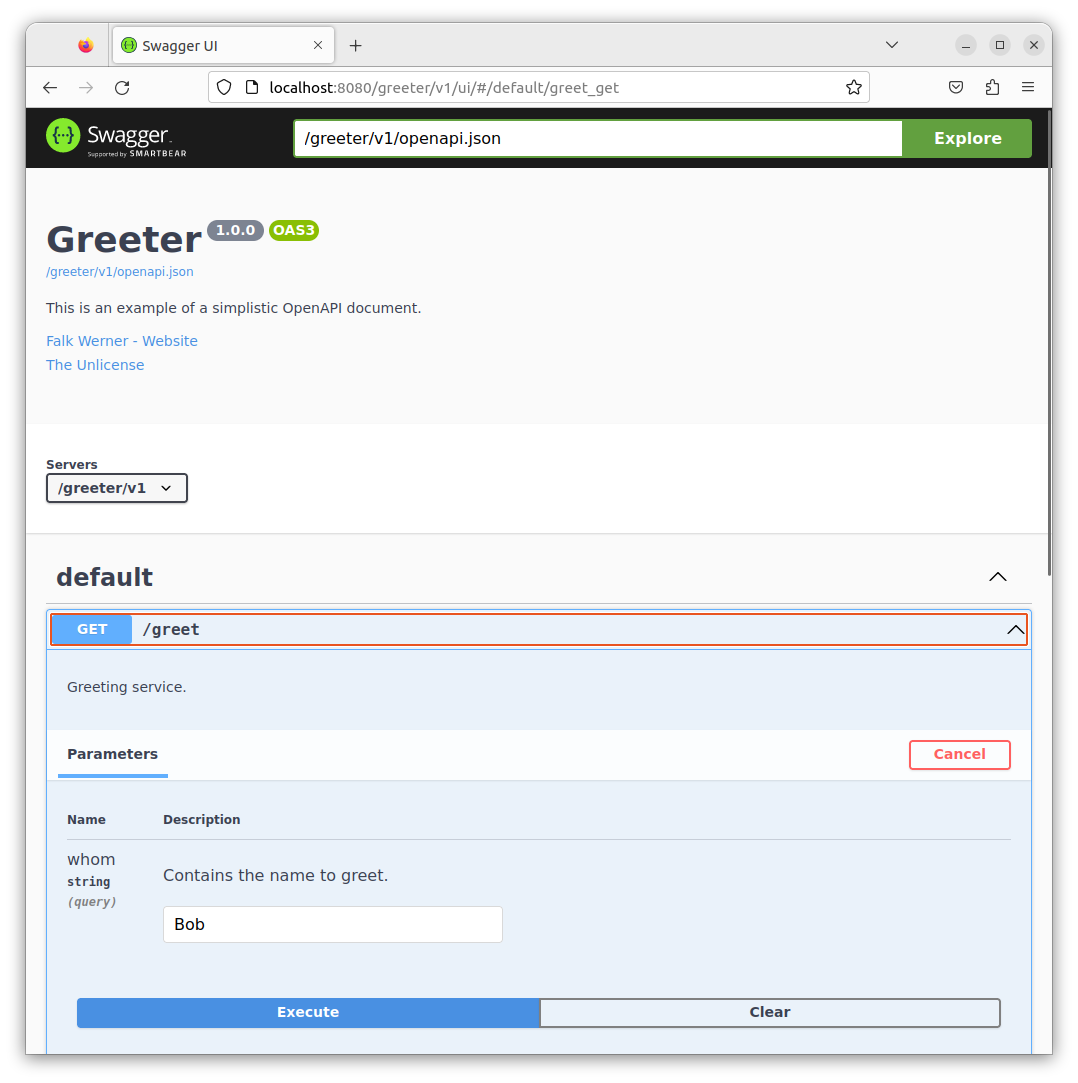 Swagger UI
localhost:8080/greeter/v1/ui/#/default/greet_get
Swagger.
Supported by SMARTBEAR
/greeter/v1/openapi.json
Explore
Greeter 1.0.0 OAS3
/greeter/v1/openapi.json
This is an example of a simplistic OpenAPI document.
Falk Werner - Website
The Unlicense
Servers
/greeter/v1
default
GET /greet
Greeting service.
Parameters
Cancel
Name Description
whom
string
(query)
Contains the name to greet.
Bob
Execute
Clear